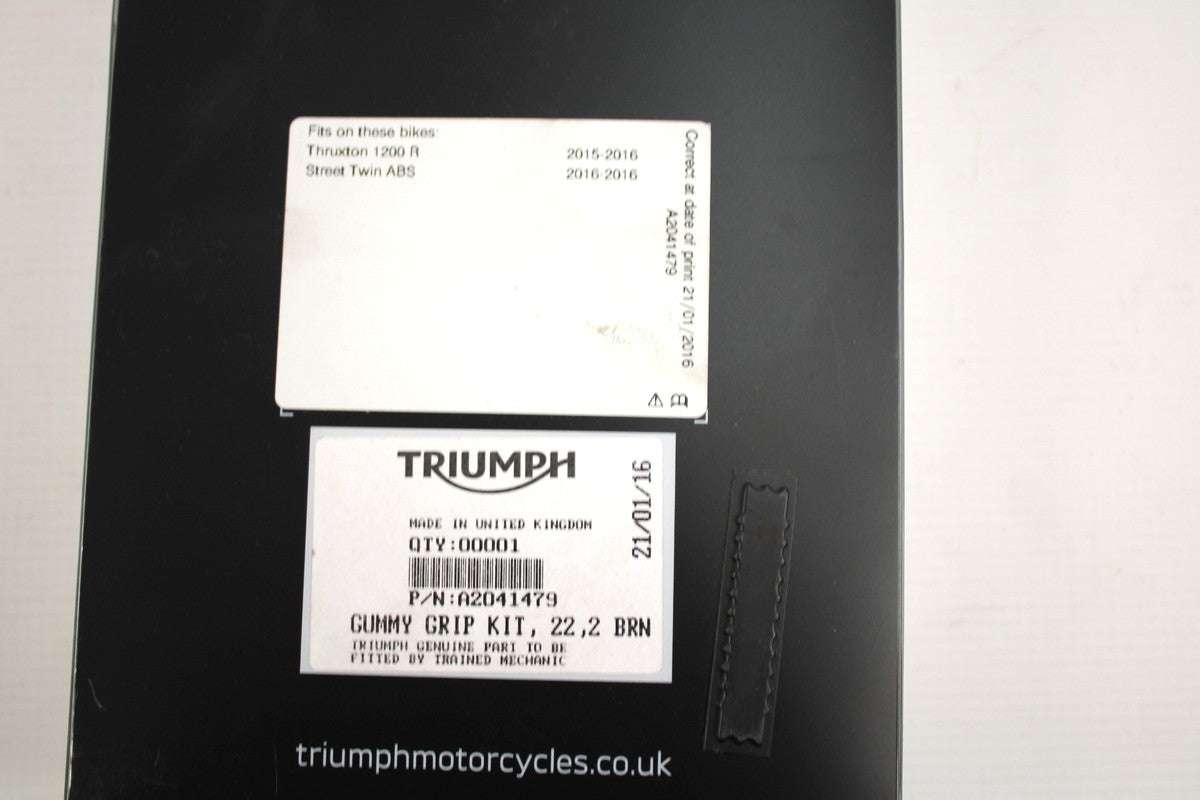 Fits on these bikes:
Thruxton 1200 R 2015-2016
Street Twin ABS 2016-2016
Correct at date of print 21/01/2016
A2041479
TRIUMPH
21/01/16
MADE IN UNITED KINGDOM
QTY:00001
P/N:A2041479
GUMMY GRIP KIT, 22,2 BRN
TRIUMPH GENUINE PART TO BE
FITTED BY TRAINED MECHANIC
triumphmotorcycles.co.uk